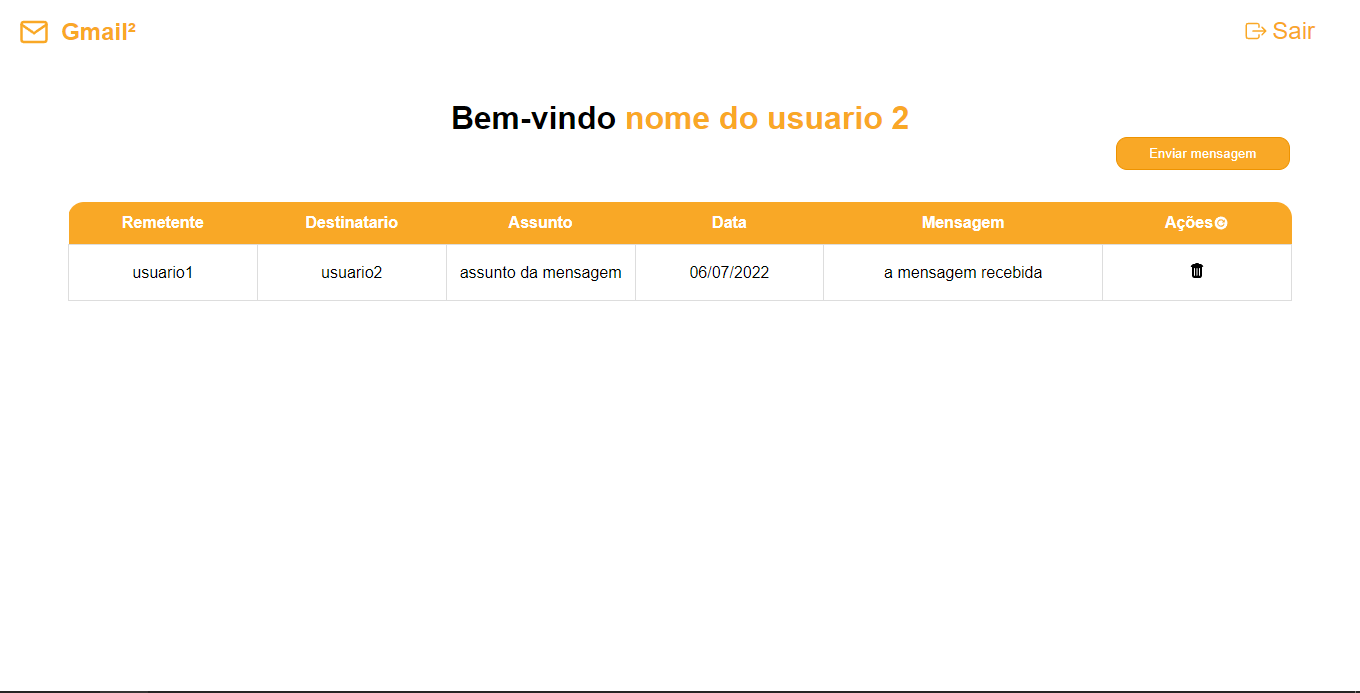 Gmail² Sair
Bem-vindo nome do usuario 2
Enviar mensagem
Remetente Destinatario Assunto Data Mensagem Ações
usuario1 usuario2 assunto da mensagem 06/07/2022 a mensagem recebida